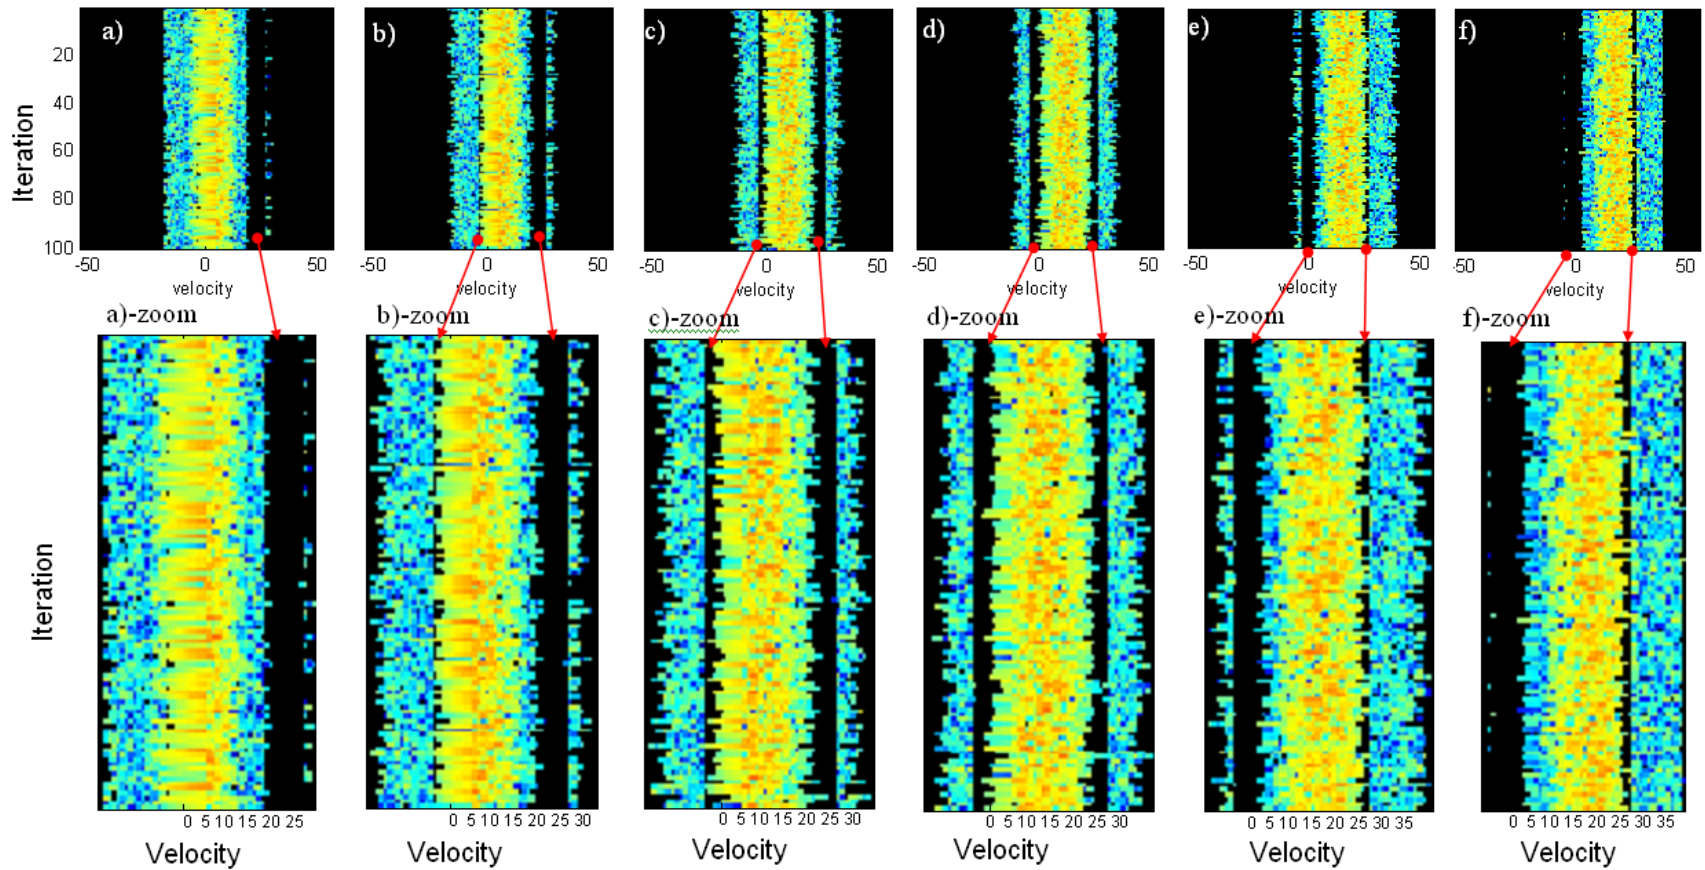 a) b) c) d) e) f)
Iteration
20
40
60
80
100
-50 0 50 -50 0 50 -50 0 50 -50 0 50 -50 0 50 -50 0 50
velocity velocity velocity velocity velocity velocity
a)-zoom b)-zoom c)-zoom d)-zoom e)-zoom f)-zoom
Iteration
0 5 10 15 20 25 0 5 10 15 20 25 30 0 5 10 15 20 25 30 0 5 10 15 20 25 30 0 5 10 15 20 25 30 35 0 5 10 15 20 25 30 35
Velocity Velocity Velocity Velocity Velocity Velocity